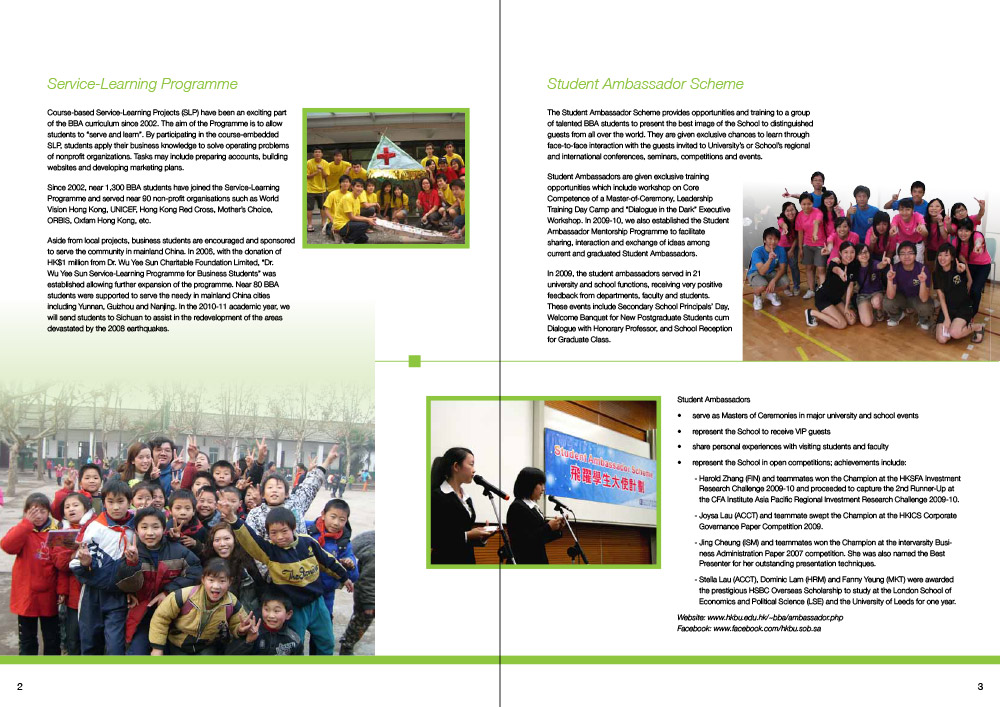 Service-Learning Programme
Course-based Service-Learning Projects (SLP) have been an exciting part
of the BBA curriculum since 2002. The aim of the Programme is to allow
students to "serve and learn". By participating in the course-embedded
SLP, students apply their business knowledge to solve operating problems
of nonprofit organizations. Tasks may include preparing accounts, building
websites and developing marketing plans.
Since 2002, near 1,300 BBA students have joined the Service-Learning
Programme and served near 90 non-profit organisations such as World
Vision Hong Kong, UNICEF, Hong Kong Red Cross, Mother's Choice,
ORBIS, Oxfam Hong Kong, etc.
Aside from local projects, business students are encouraged and sponsored
to serve the community in mainland China. In 2005, with the donation of
HK$1 million from Dr. Wu Yee Sun Charitable Foundation Limited, "Dr.
Wu Yee Sun Service-Learning Programme for Business Students" was
established allowing further expansion of the programme. Near 80 BBA
students were supported to serve the needy in mainland China cities
including Yunnan, Guizhou and Nanjing. In the 2010-11 academic year, we
will send students to Sichuan to assist in the redevelopment of the areas
devastated by the 2008 earthquakes.
2
Student Ambassador Scheme
The Student Ambassador Scheme provides opportunities and training to a group
of talented BBA students to present the best image of the School to distinguished
guests from all over the world. They are given exclusive chances to learn through
face-to-face interaction with the guests invited to University's or School's regional
and international conferences, seminars, competitions and events.
Student Ambassadors are given exclusive training
opportunities which include workshop on Core
Competence of a Master-of-Ceremony, Leadership
Training Day Camp and "Dialogue in the Dark" Executive
Workshop. In 2009-10, we also established the Student
Ambassador Mentorship Programme to facilitate
sharing, interaction and exchange of ideas among
current and graduated Student Ambassadors.
In 2009, the student ambassadors served in 21
university and school functions, receiving very positive
feedback from departments, faculty and students.
These events include Secondary School Principals' Day,
Welcome Banquet for New Postgraduate Students cum
Dialogue with Honorary Professor, and School Reception
for Graduate Class.
Student Ambassador Scheme
飛躍學生大使計劃
Student Ambassadors
• serve as Masters of Ceremonies in major university and school events
• represent the School to receive VIP guests
• share personal experiences with visiting students and faculty
• represent the School in open competitions; achievements include:
- Harold Zhang (FIN) and teammates won the Champion at the HKSFA Investment
Research Challenge 2009-10 and proceeded to capture the 2nd Runner-Up at
the CFA Institute Asia Pacific Regional Investment Research Challenge 2009-10.
- Joysa Lau (ACCT) and teammate swept the Champion at the HKICS Corporate
Governance Paper Competition 2009.
- Jing Cheung (ISM) and teammates won the Champion at the intervarsity Busi-
ness Administration Paper 2007 competition. She was also named the Best
Presenter for her outstanding presentation techniques.
- Stella Lau (ACCT), Dominic Lam (HRM) and Fanny Yeung (MKT) were awarded
the prestigious HSBC Overseas Scholarship to study at the London School of
Economics and Political Science (LSE) and the University of Leeds for one year.
Website: www.hkbu.edu.hk/~bba/ambassador.php
Facebook: www.facebook.com/hkbu.sob.sa
3